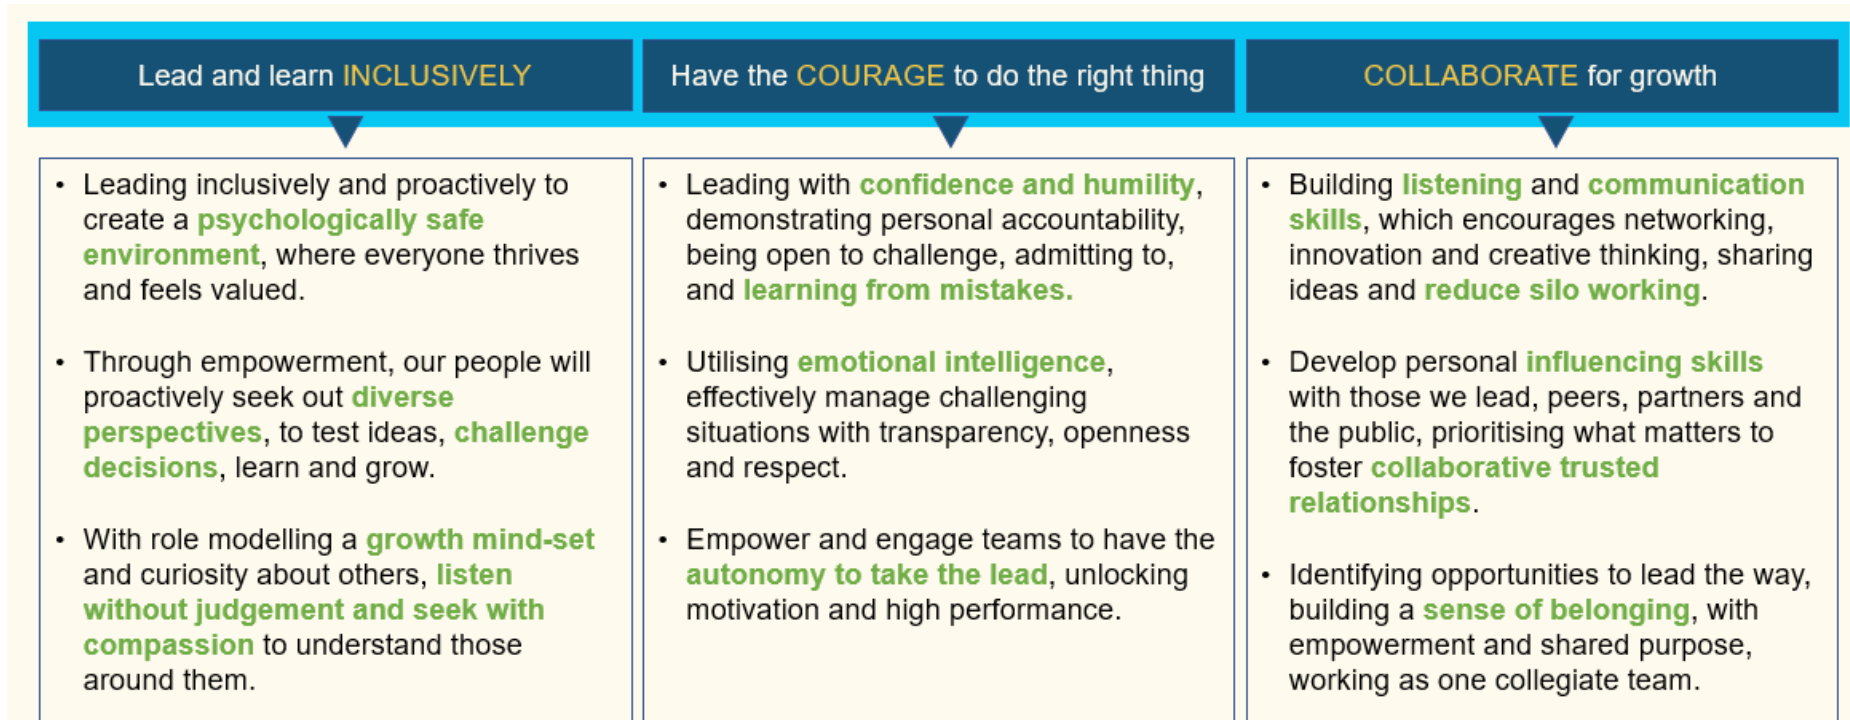 Lead and learn INCLUSIVELY
• Leading inclusively and proactively to
create a psychologically safe
environment, where everyone thrives
and feels valued.
• Through empowerment, our people will
proactively seek out diverse
perspectives, to test ideas, challenge
decisions, learn and grow.
• With role modelling a growth mind-set
and curiosity about others, listen
without judgement and seek with
compassion to understand those
around them.
Have the COURAGE to do the right thing
• Leading with confidence and humility,
demonstrating personal accountability,
being open to challenge, admitting to,
and learning from mistakes.
• Utilising emotional intelligence,
effectively manage challenging
situations with transparency, openness
and respect.
• Empower and engage teams to have the
autonomy to take the lead, unlocking
motivation and high performance.
COLLABORATE for growth
• Building listening and communication
skills, which encourages networking,
innovation and creative thinking, sharing
ideas and reduce silo working.
• Develop personal influencing skills
with those we lead, peers, partners and
the public, prioritising what matters to
foster collaborative trusted
relationships.
• Identifying opportunities to lead the way,
building a sense of belonging, with
empowerment and shared purpose,
working as one collegiate team.